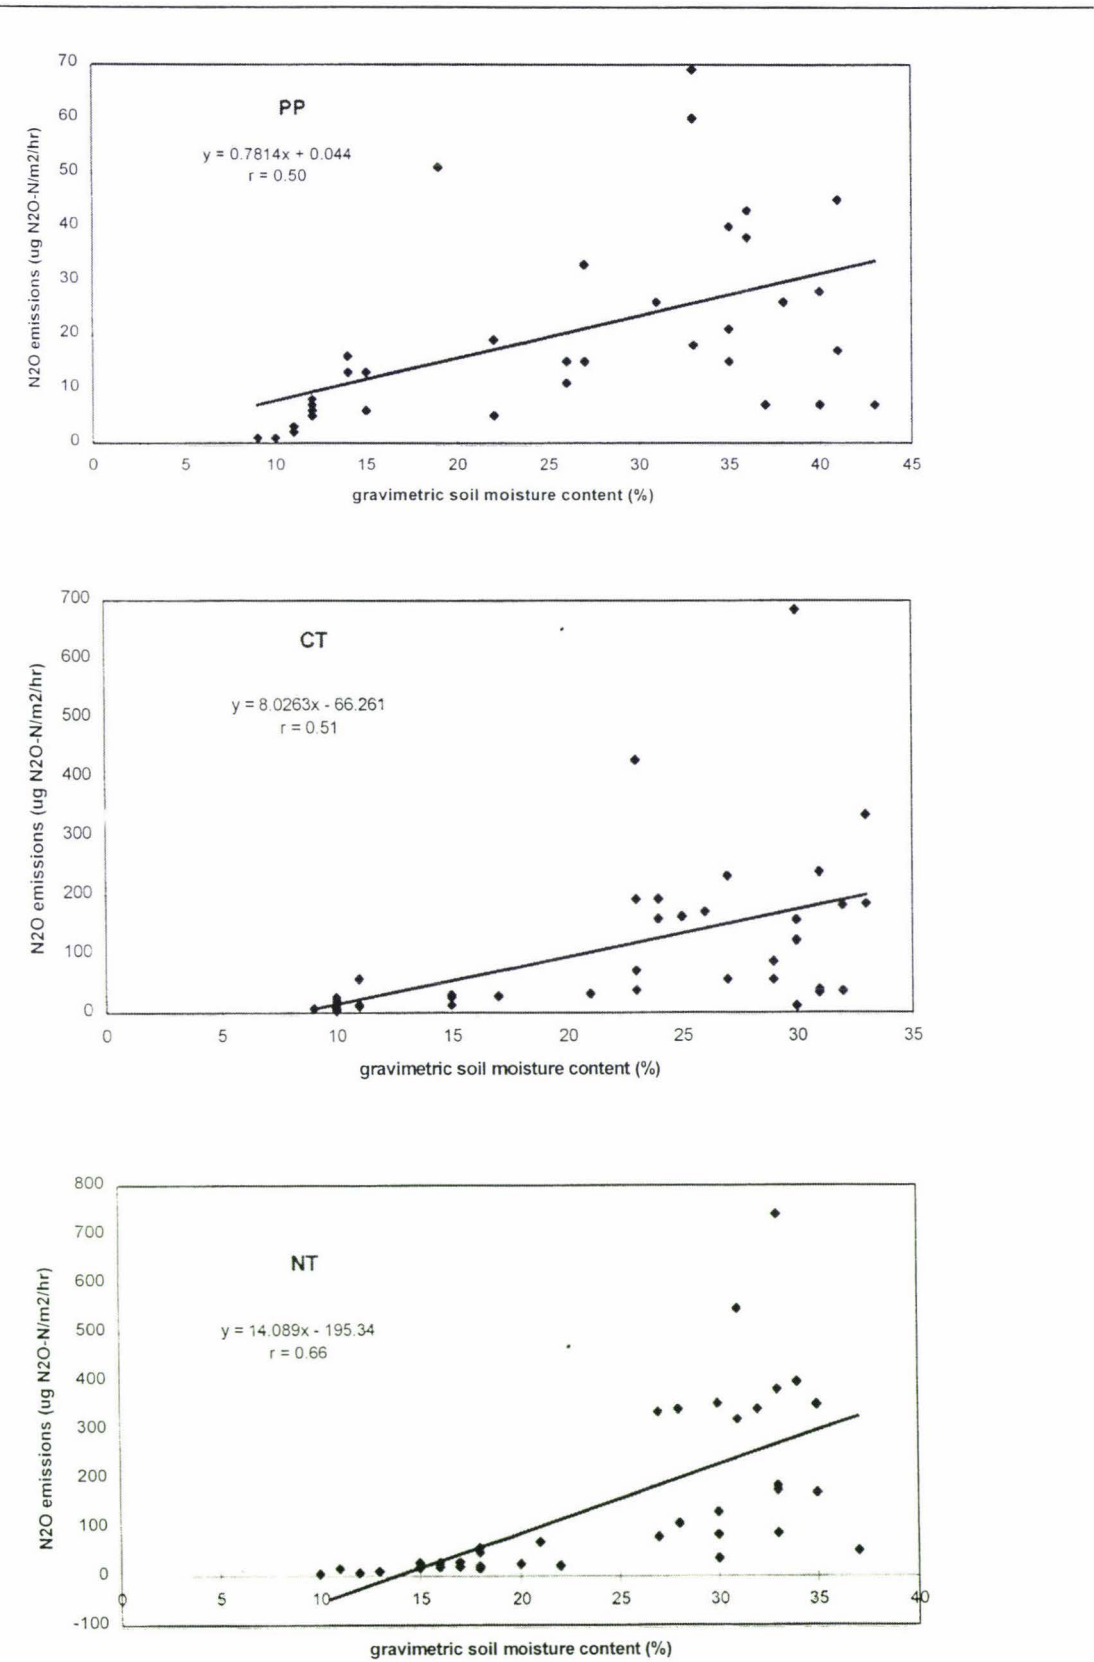 PP
y = 0.7814x + 0.044
r = 0.50
N2O emissions (ug N2O-N/m2/hr)
70
60
50
40
30
20
10
0
0 5 10 15 20 25 30 35 40 45
gravimetric soil moisture content (%)
CT
y = 8.0263x - 66.261
r = 0.51
N2O emissions (ug N2O-N/m2/hr)
700
600
500
400
300
200
100
0
0 5 10 15 20 25 30 35
gravimetric soil moisture content (%)
NT
y = 14.089x - 195.34
r = 0.66
N2O emissions (ug N2O-N/m2/hr)
800
700
600
500
400
300
200
100
0
-100
0 5 10 15 20 25 30 35 40
gravimetric soil moisture content (%)